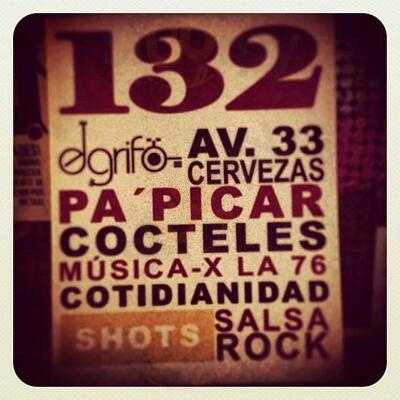 132
elgrifo
AV. 33
CERVEZAS
PA´PICAR
COCTELES
MÚSICA-X LA 76
COTIDIANIDAD
SHOTS
SALSA
ROCK